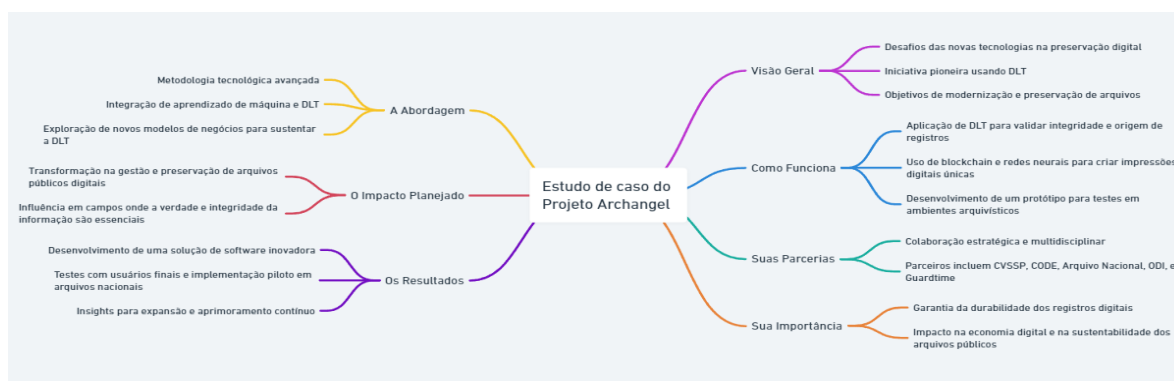 Estudo de caso do
Projeto Archangel
Visão Geral
Desafios das novas tecnologias na preservação digital
Iniciativa pioneira usando DLT
Objetivos de modernização e preservação de arquivos
Como Funciona
Aplicação de DLT para validar integridade e origem de
registros
Uso de blockchain e redes neurais para criar impressões
digitais únicas
Desenvolvimento de um protótipo para testes em
ambientes arquivísticos
Suas Parcerias
Colaboração estratégica e multidisciplinar
Parceiros incluem CVSSP, CODE, Arquivo Nacional, ODI, e
Guardtime
Sua Importância
Garantia da durabilidade dos registros digitais
Impacto na economia digital e na sustentabilidade dos
arquivos públicos
A Abordagem
Metodologia tecnológica avançada
Integração de aprendizado de máquina e DLT
Exploração de novos modelos de negócios para sustentar
a DLT
O Impacto Planejado
Transformação na gestão e preservação de arquivos
públicos digitais
Influência em campos onde a verdade e integridade da
informação são essenciais
Os Resultados
Desenvolvimento de uma solução de software inovadora
Testes com usuários finais e implementação piloto em
arquivos nacionais
Insights para expansão e aprimoramento contínuo